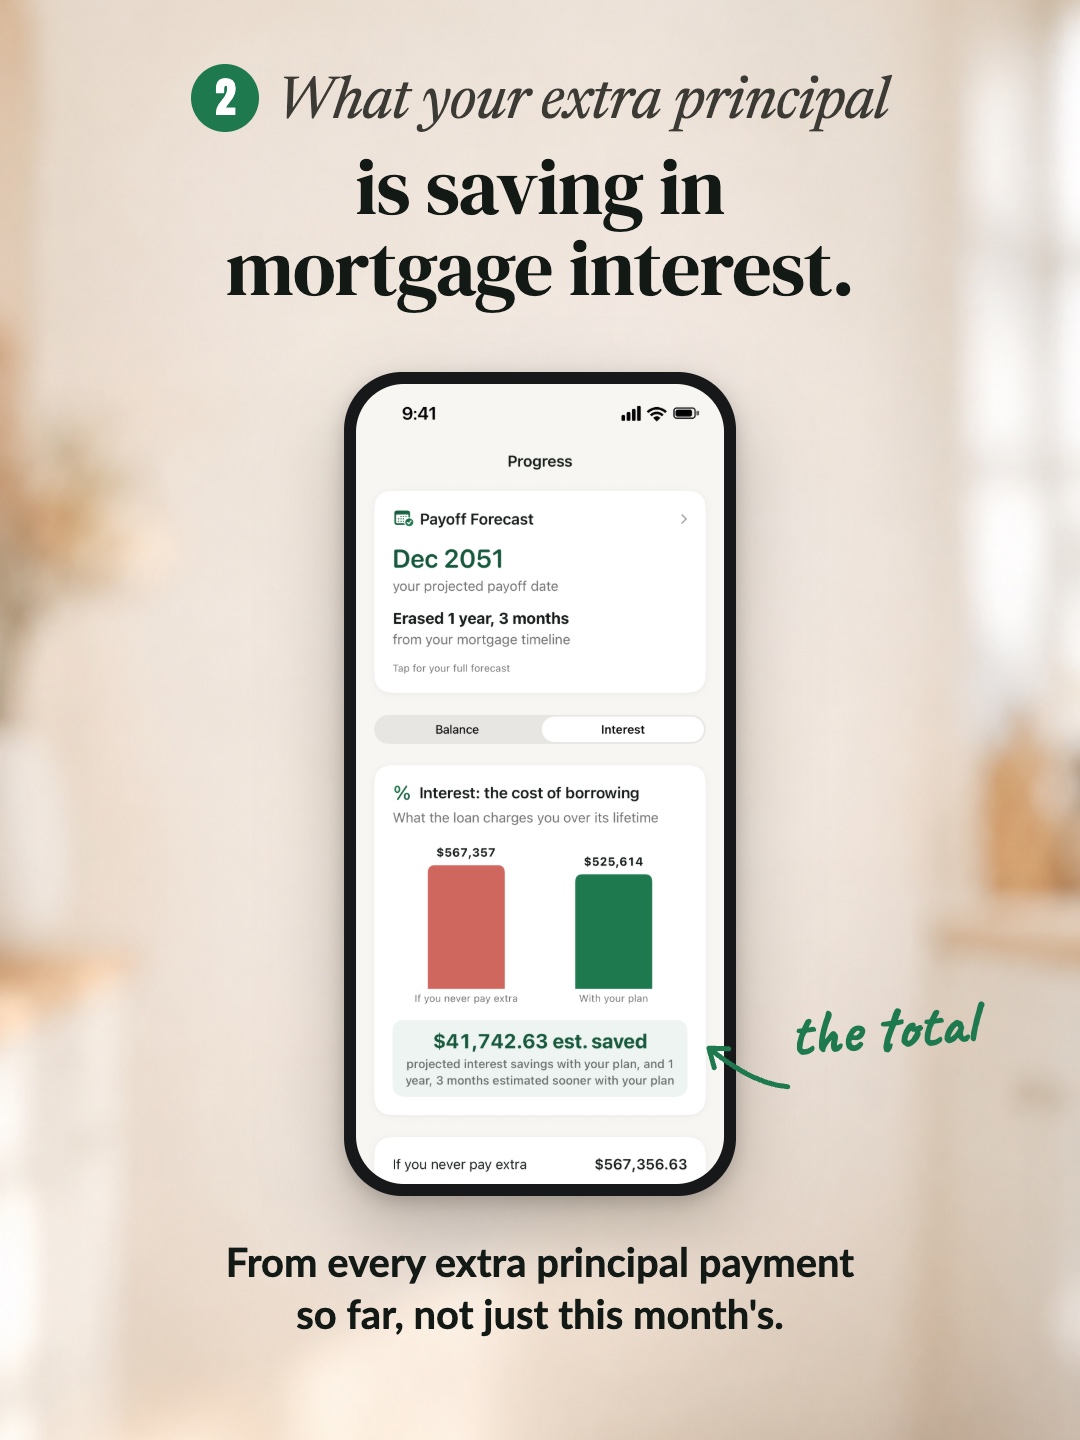 2 What your extra principal
is saving in
mortgage interest.
9:41
Progress
Payoff Forecast
Dec 2051
your projected payoff date
Erased 1 year, 3 months
from your mortgage timeline
Tap for your full forecast
Balance Interest
% Interest: the cost of borrowing
What the loan charges you over its lifetime
$567,357 $525,614
If you never pay extra With your plan
$41,742.63 est. saved
projected interest savings with your plan, and 1
year, 3 months estimated sooner with your plan
the total
If you never pay extra $567,356.63
From every extra principal payment
so far, not just this month's.